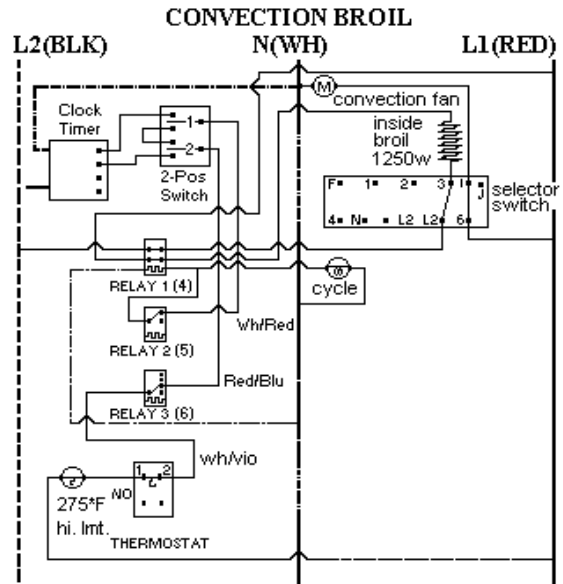 CONVECTION BROIL
L2(BLK) N(WH) L1(RED)
M
convection fan
Clock
Timer
1
2
2-Pos
Switch
inside
broil
1250w
F 1 2 3 I J
4 N L2 L2 6
selector
switch
RELAY 1 (4)
cycle
RELAY 2 (5)
Wh/Red
RELAY 3 (6)
Red/Blu
wh/vio
1 2
NO
275*F
hi. lmt.
THERMOSTAT